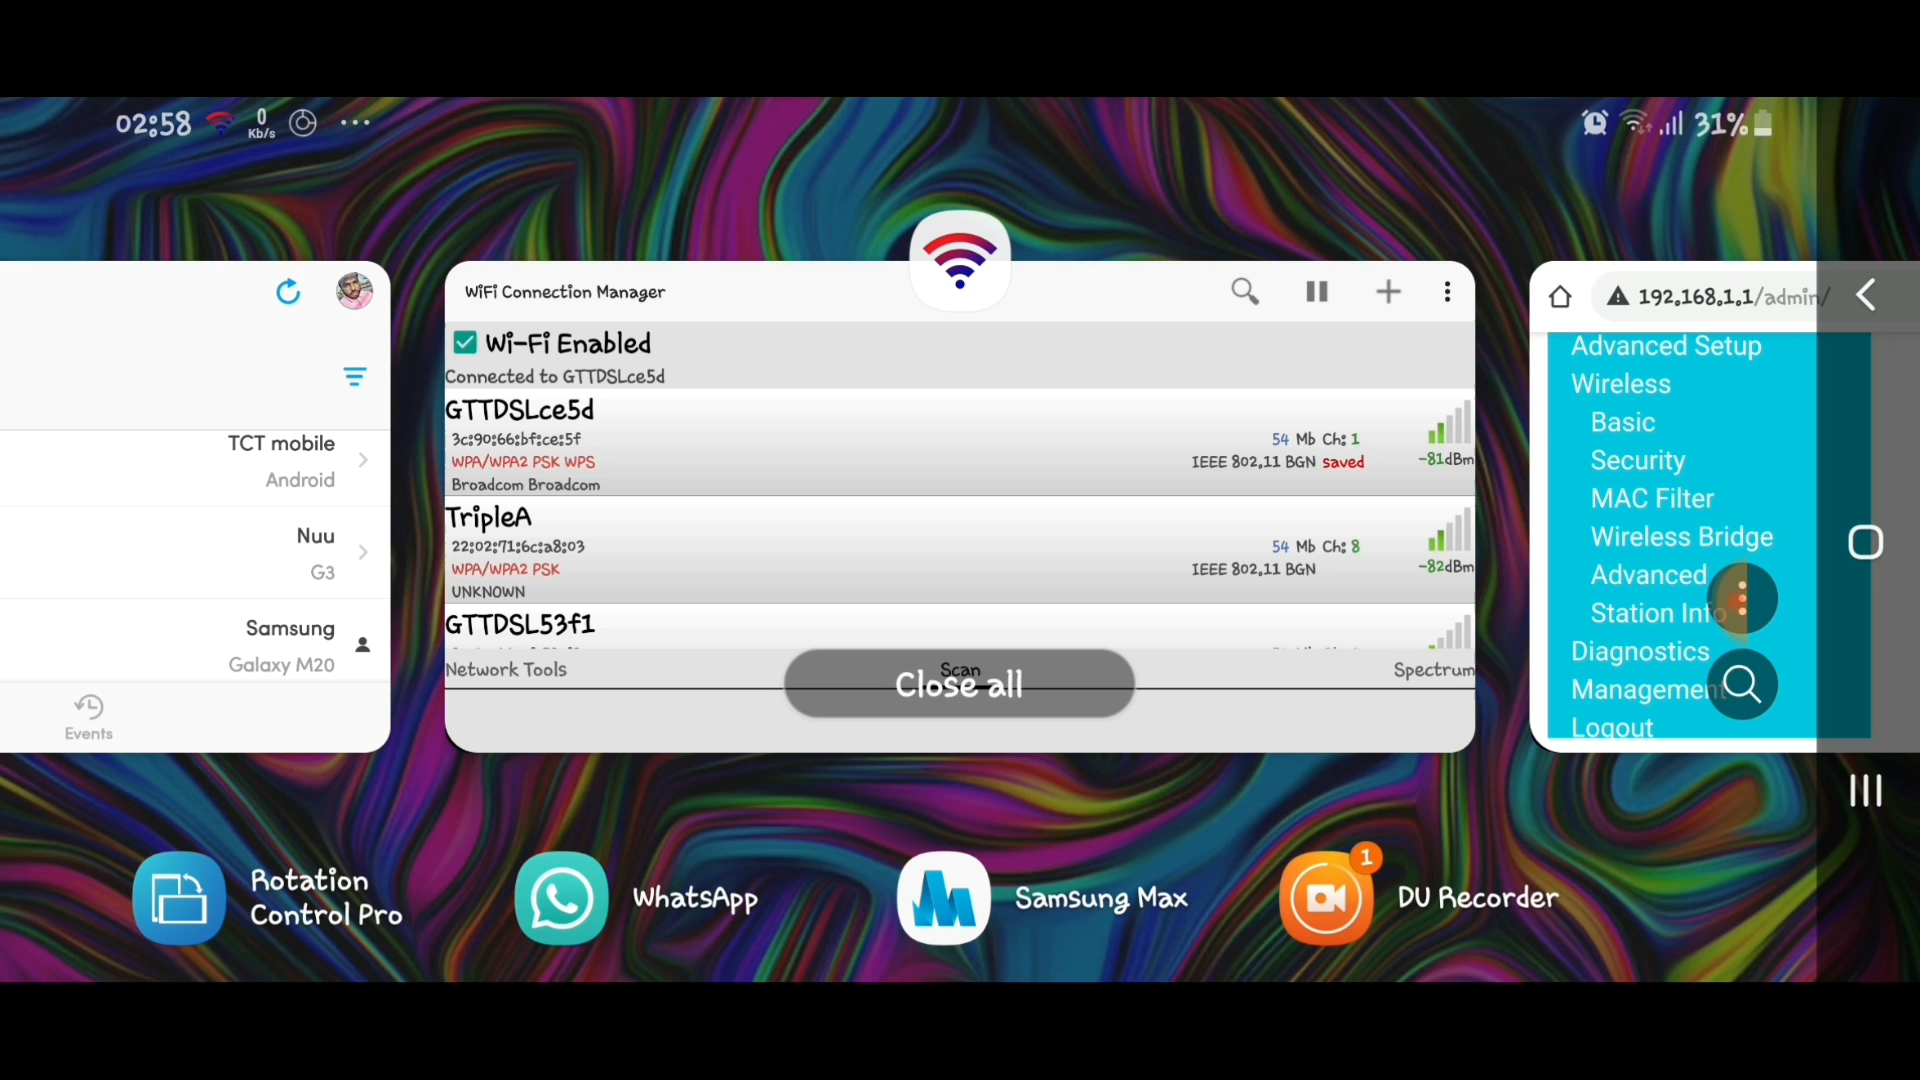 02:58
0
Kb/s
31%
TCT mobile
Android
Nuu
G3
Samsung
Galaxy M20
Events
WiFi Connection Manager
Wi-Fi Enabled
Connected to GTTDSLce5d
GTTDSLce5d
3c:90:66:bf:ce:5f
54 Mb Ch: 1
WPA/WPA2 PSK WPS
IEEE 802.11 BGN saved
-81dBm
Broadcom Broadcom
TripleA
22:02:71:6c:a8:03
54 Mb Ch: 8
WPA/WPA2 PSK
IEEE 802.11 BGN
-82dBm
UNKNOWN
GTTDSL53f1
Network Tools
Scan
Spectrum
Close all
192.168.1.1/admin/
Advanced Setup
Wireless
Basic
Security
MAC Filter
Wireless Bridge
Advanced
Station Info
Diagnostics
Management
Logout
Rotation
Control Pro
WhatsApp
Samsung Max
1
DU Recorder